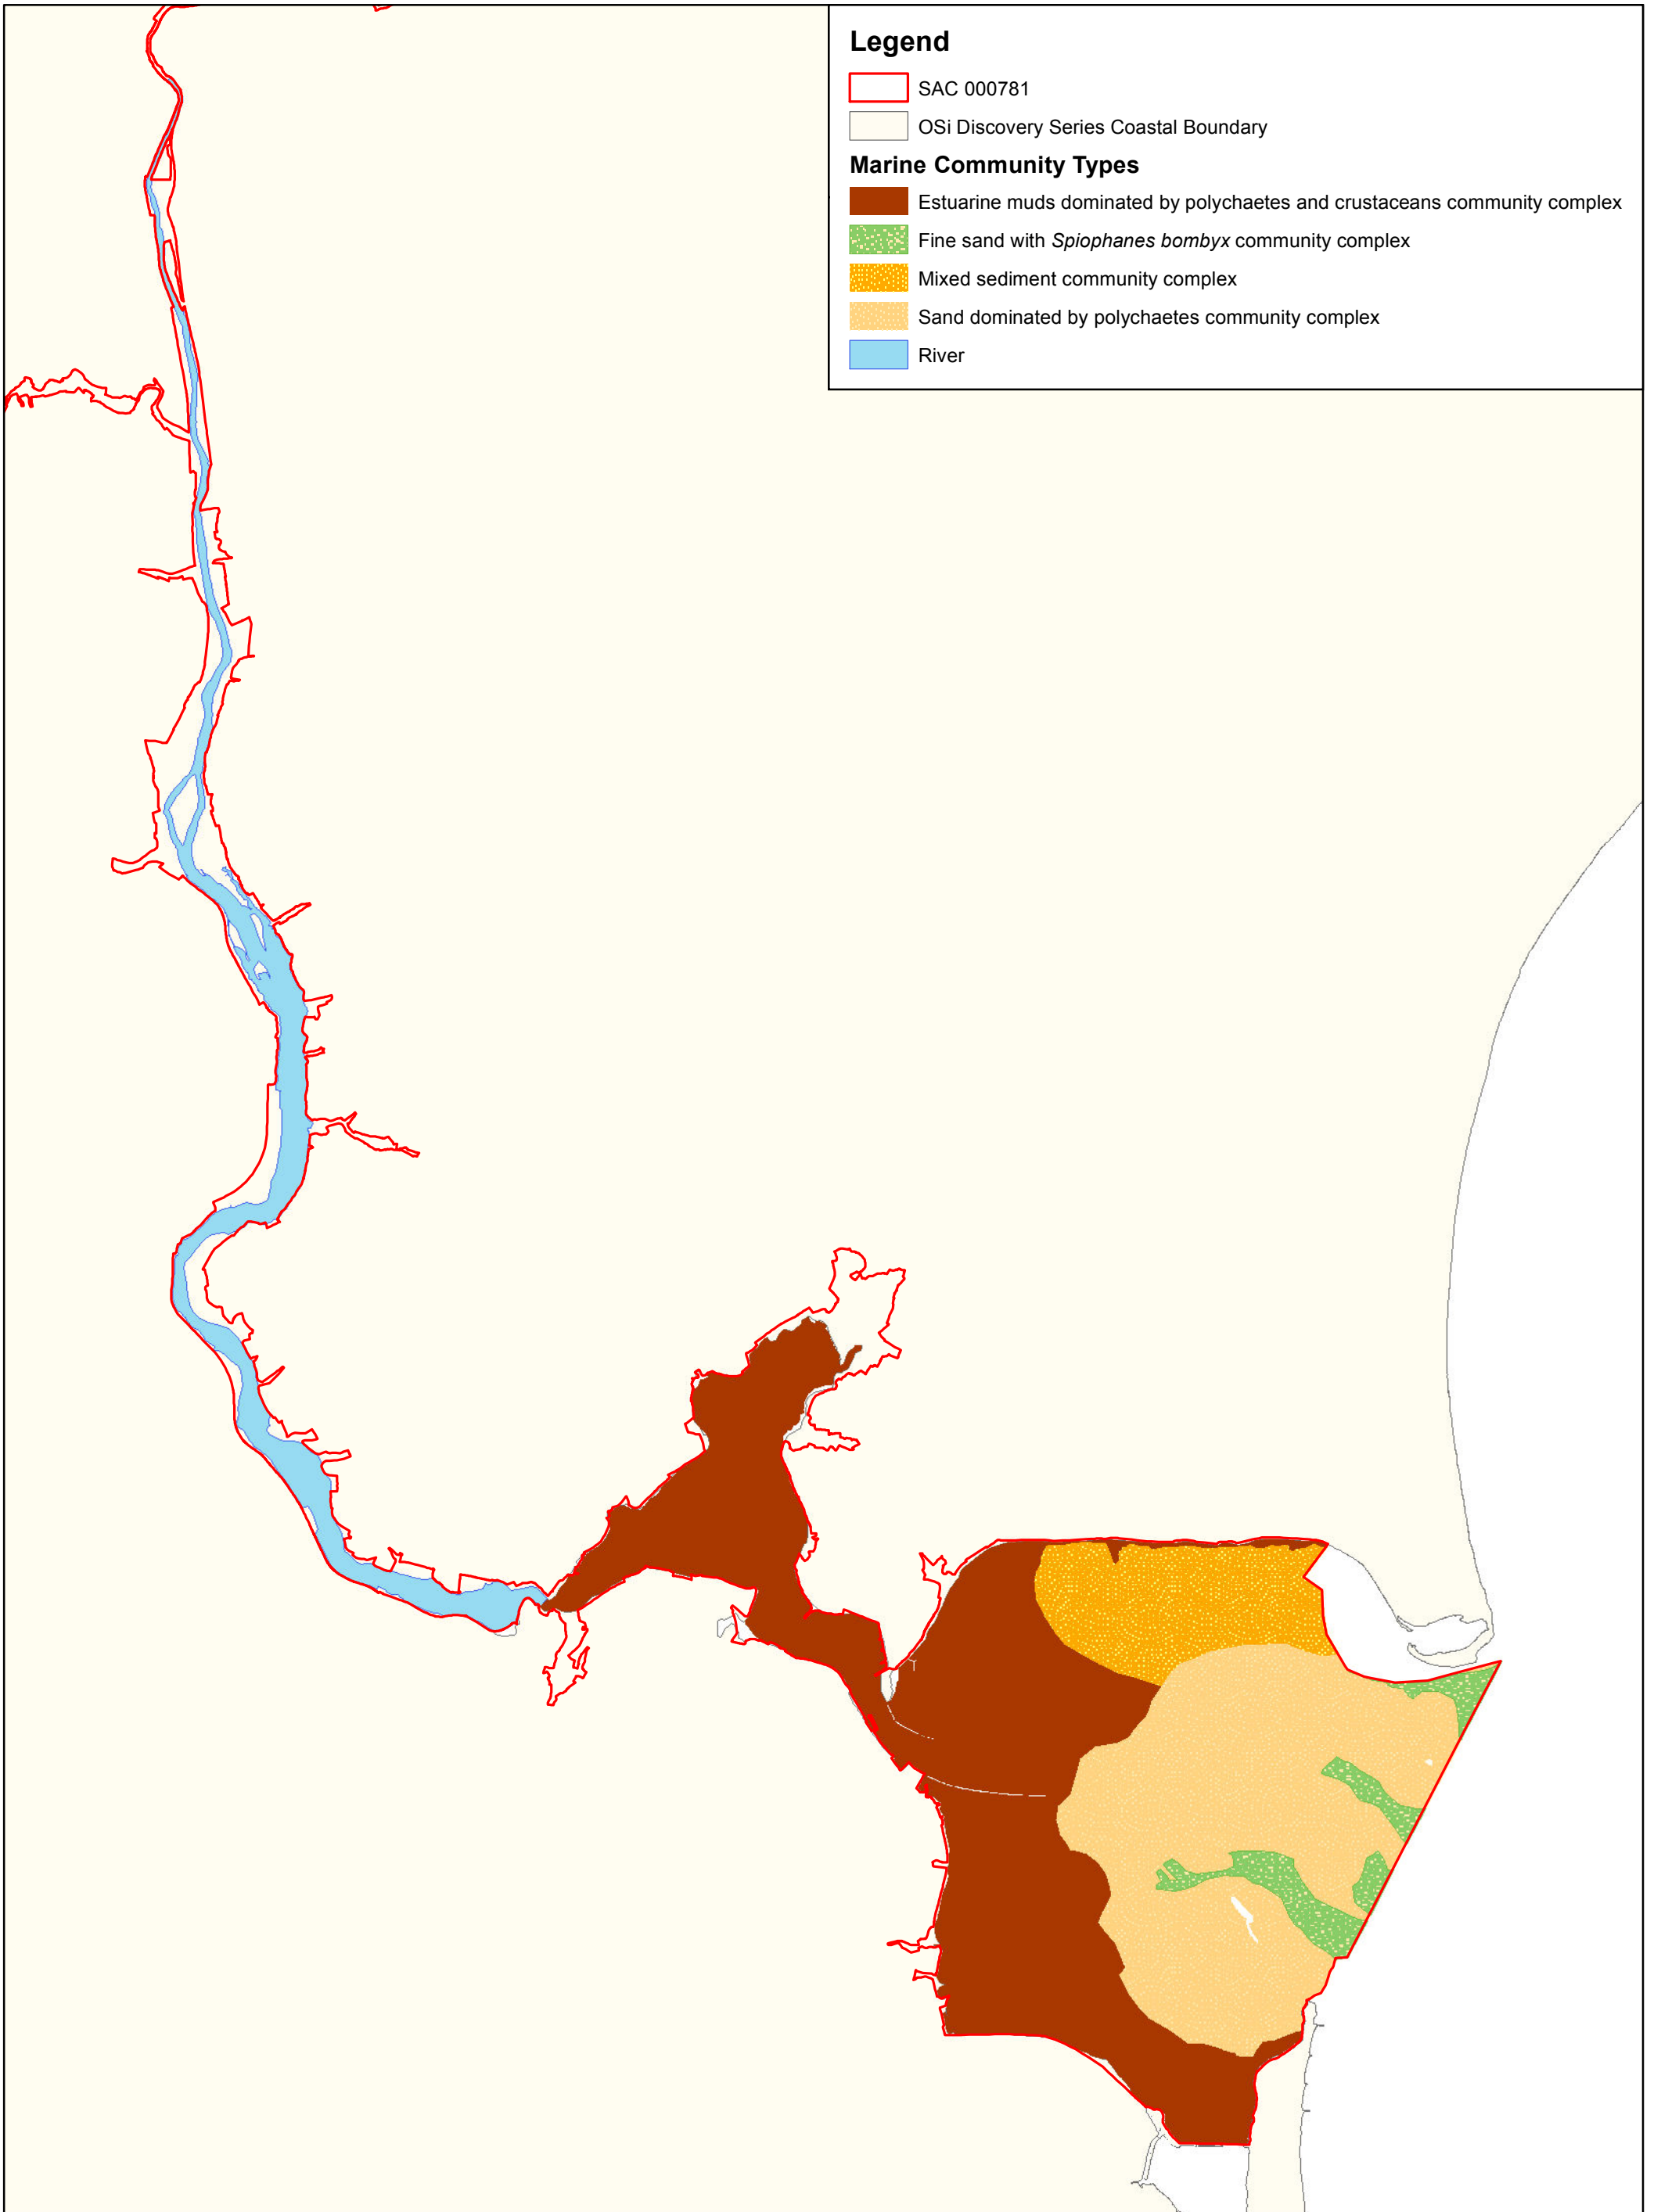 Legend
SAC 000781
OSi Discovery Series Coastal Boundary
Marine Community Types
Estuarine muds dominated by polychaetes and crustaceans community complex
Fine sand with Spiophanes bombyx community complex
Mixed sediment community complex
Sand dominated by polychaetes community complex
River